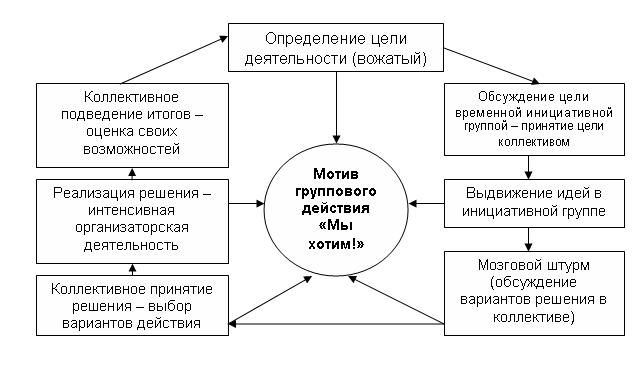 Определение цели
деятельности (вожатый)
Обсуждение цели
временной инициативной
группой – принятие цели
коллективом
Выдвижение идей в
инициативной группе
Мозговой штурм
(обсуждение
вариантов решения в
коллективе)
Коллективное принятие
решения – выбор
вариантов действия
Реализация решения –
интенсивная
организаторская
деятельность
Коллективное
подведение итогов –
оценка своих
возможностей
Мотив
группового
действия
«Мы
хотим!»